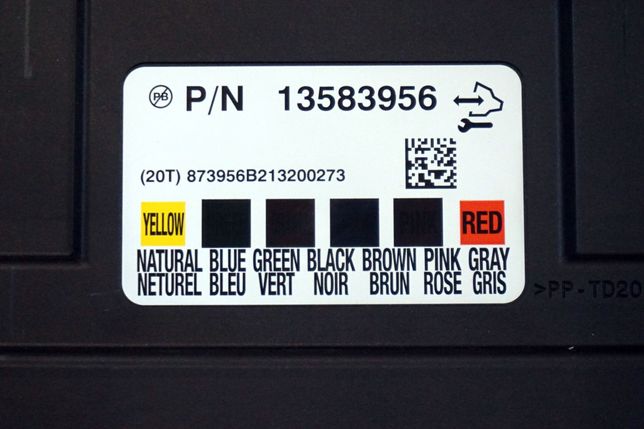 PB P/N 13583956
(20T) 873956B213200273
YELLOW RED
NATURAL BLUE GREEN BLACK BROWN PINK GRAY
NETUREL BLEU VERT NOIR BRUN ROSE GRIS
>PP-TD20